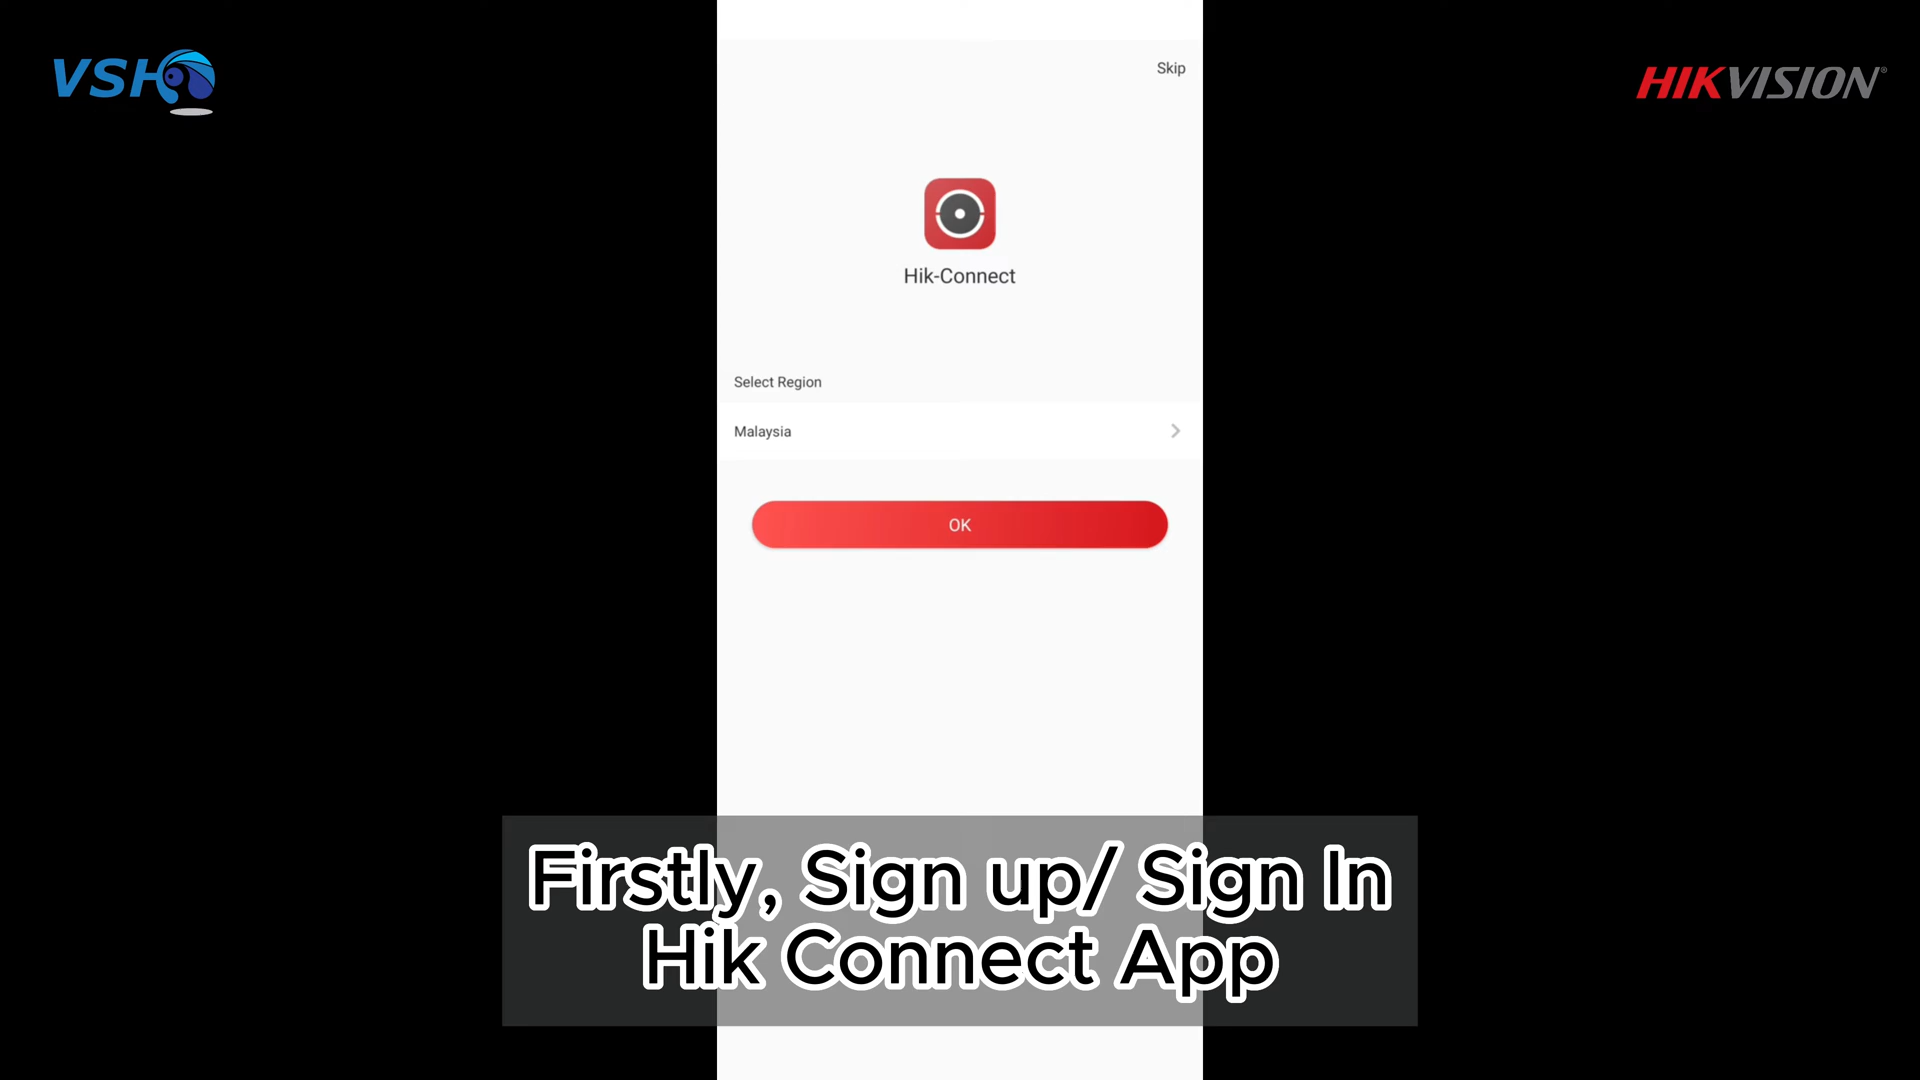 VSH
HIKVISION®
Skip
Hik-Connect
Select Region
Malaysia
OK
Firstly, Sign up/ Sign In
Hik Connect App